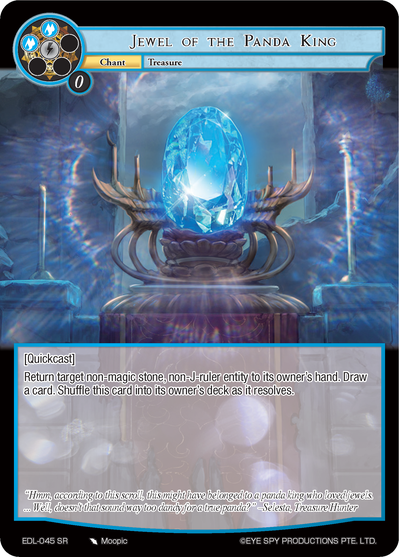 Jewel of the Panda King
Chant
Treasure
0
[Quickcast]
Return target non-magic stone, non-J-ruler entity to its owner's hand. Draw
a card. Shuffle this card into its owner's deck as it resolves.
"Hmm, according to this scroll, this might have belonged to a panda king who loved jewels.
... Well, doesn't that sound way too dandy for a true panda?" –Selesta, Treasure Hunter
EDL-045 SR
Moopic
©EYE SPY PRODUCTIONS PTE. LTD.